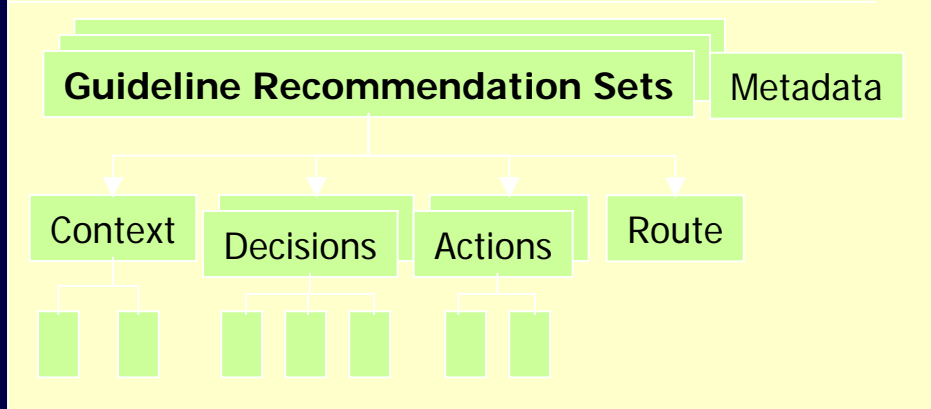 Guideline Recommendation Sets
Metadata
Context
Decisions
Actions
Route